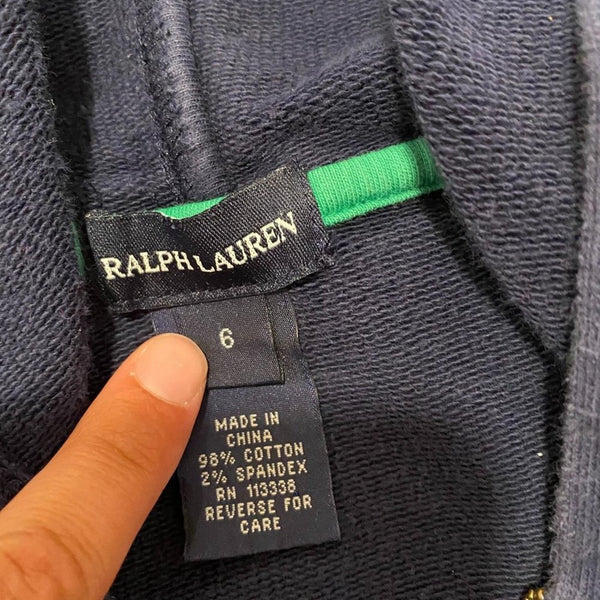 RALPH LAUREN
6
MADE IN
CHINA
98% COTTON
2% SPANDEX
RN 113338
REVERSE FOR
CARE